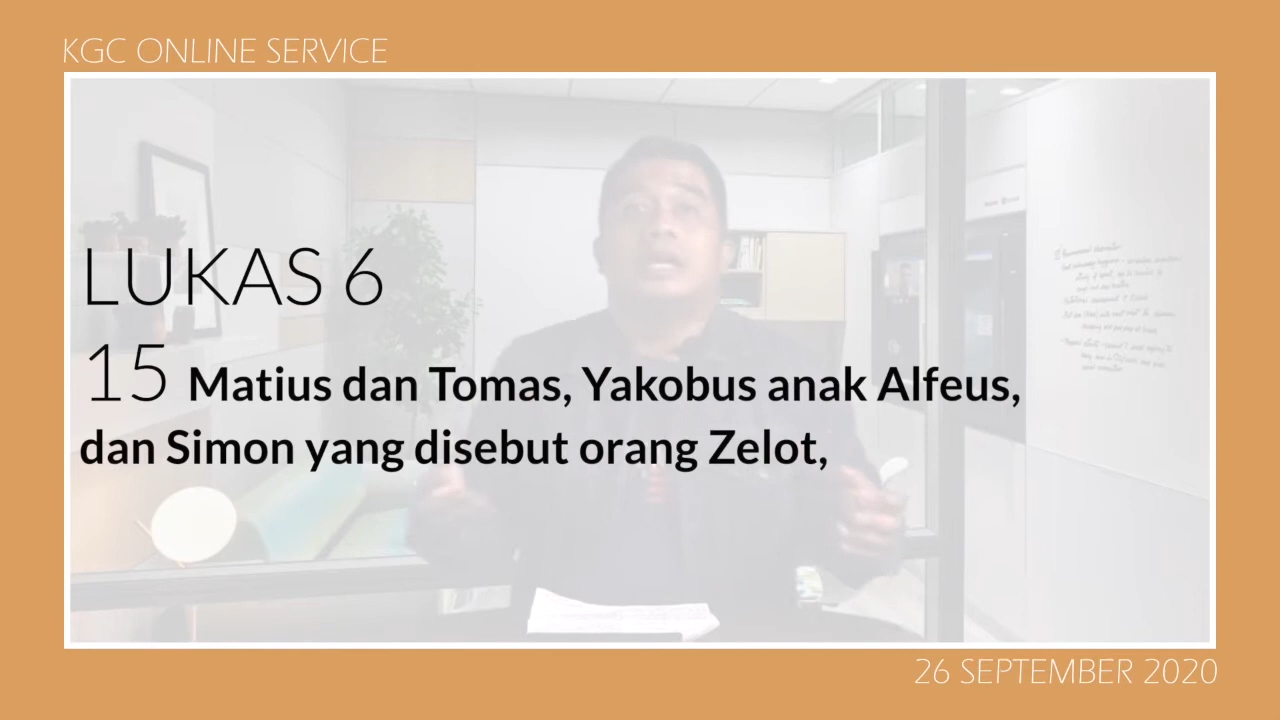 KGC ONLINE SERVICE
LUKAS 6
15 Matius dan Tomas, Yakobus anak Alfeus,
dan Simon yang disebut orang Zelot,
26 SEPTEMBER 2020